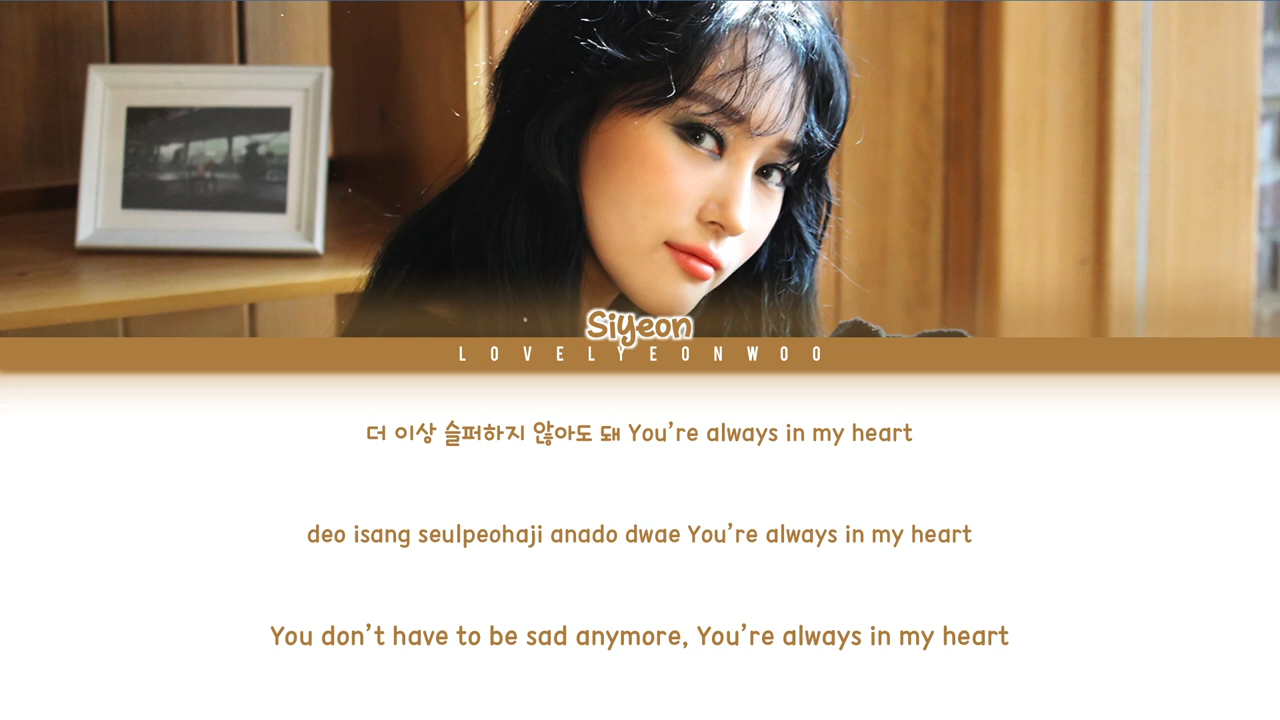 Siyeon
LOVELYEONWOO
더 이상 슬퍼하지 않아도 돼 You're always in my heart
deo isang seulpeohaji anado dwae You're always in my heart
You don't have to be sad anymore, You're always in my heart